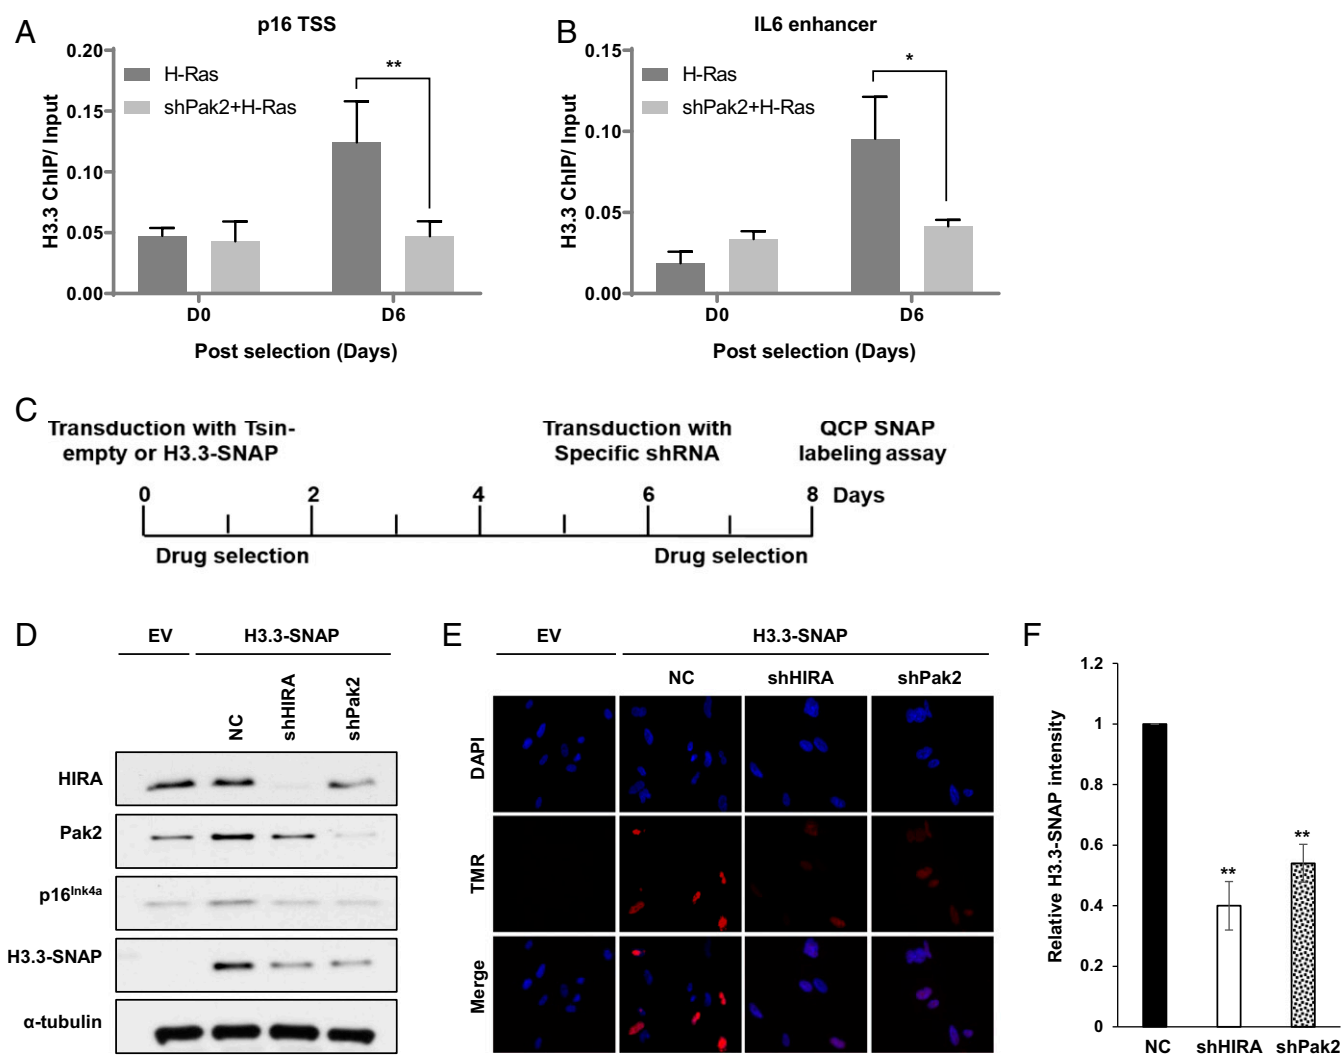 A
p16 TSS
0.20
0.15
0.10
0.05
0.00
H3.3 ChIP/ Input
H-Ras
shPak2+H-Ras
**
D0
D6
Post selection (Days)
B
IL6 enhancer
0.15
0.10
0.05
0.00
H3.3 ChIP/ Input
H-Ras
shPak2+H-Ras
*
D0
D6
Post selection (Days)
C
Transduction with Tsin-
empty or H3.3-SNAP
Transduction with
Specific shRNA
QCP SNAP
labeling assay
0
2
4
6
8
Days
Drug selection
Drug selection
D
EV
H3.3-SNAP
NC
shHIRA
shPak2
HIRA
Pak2
p16Ink4a
H3.3-SNAP
α-tubulin
E
EV
H3.3-SNAP
NC
shHIRA
shPak2
DAPI
TMR
Merge
F
1.2
1
0.8
0.6
0.4
0.2
0
Relative H3.3-SNAP intensity
**
**
NC
shHIRA
shPak2